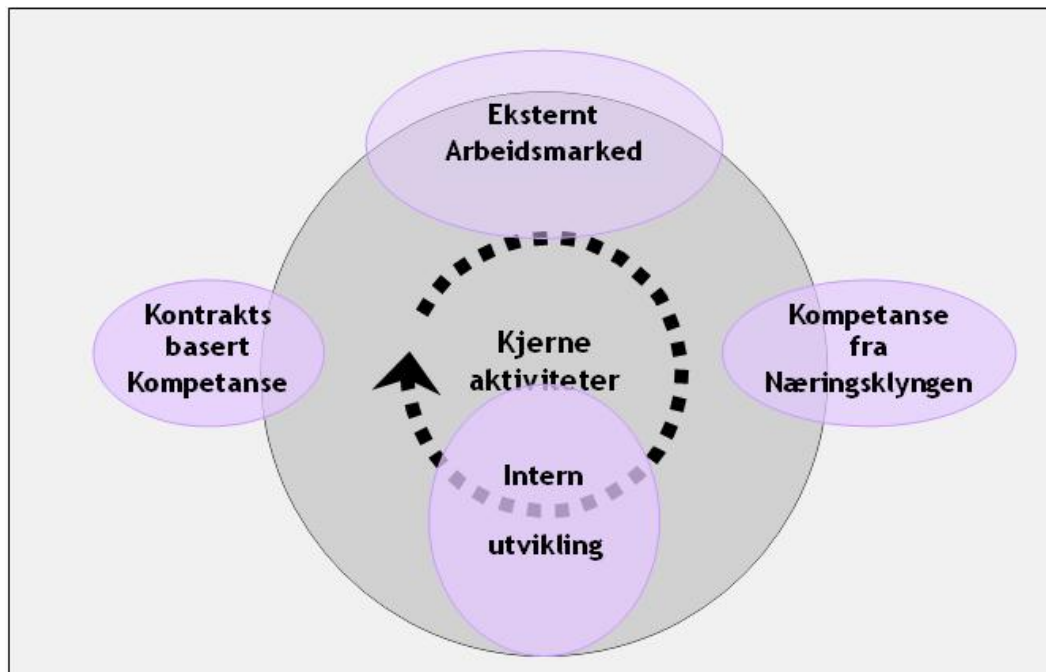 Eksternt
Arbeidsmarked
Kontrakts
basert
Kompetanse
Kjerne
aktiviteter
Kompetanse
fra
Næringsklyngen
Intern
utvikling